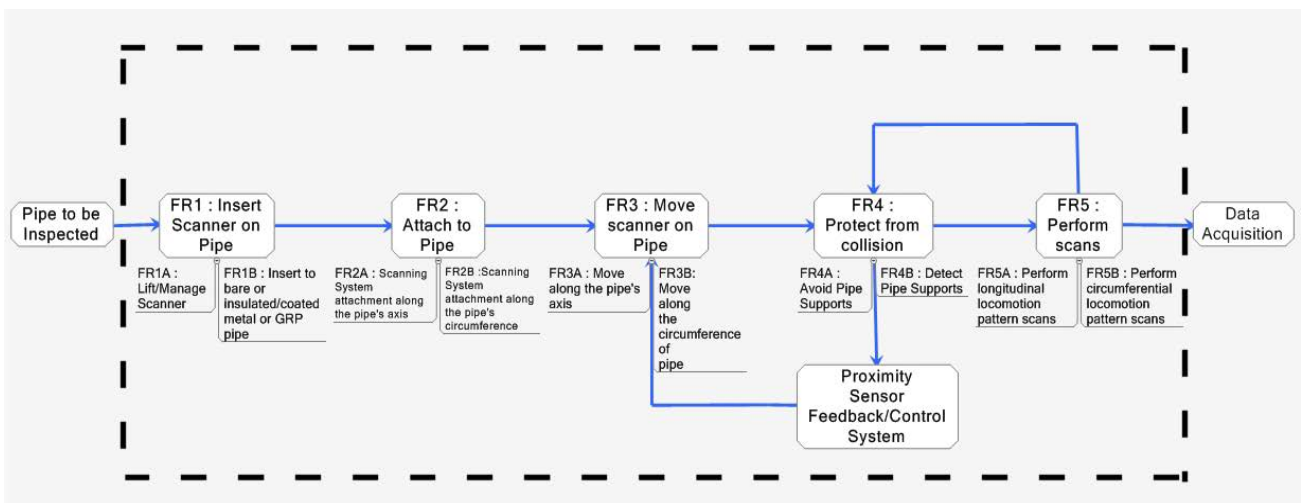 Pipe to be
Inspected
FR1 : Insert
Scanner on
Pipe
FR1A :
Lift/Manage
Scanner
FR1B : Insert to
bare or
insulated/coated
metal or GRP
pipe
FR2 :
Attach to
Pipe
FR2A : Scanning
System
attachment along
the pipe's axis
FR2B :Scanning
System
attachment along
the pipe's
circumference
FR3 : Move
scanner on
Pipe
FR3A : Move
along the pipe's
axis
FR3B:
Move
along
the
circumference
of
pipe
FR4 :
Protect from
collision
FR4A :
Avoid Pipe
Supports
FR4B : Detect
Pipe Supports
Proximity
Sensor
Feedback/Control
System
FR5 :
Perform
scans
FR5A : Perform
longitudinal
locomotion
pattern scans
FR5B : Perform
circumferential
locomotion
pattern scans
Data
Acquisition